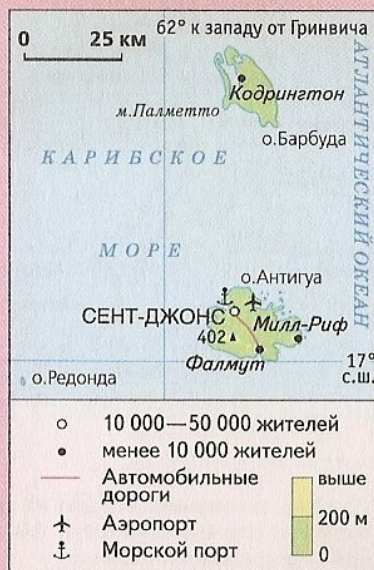 62° к западу от Гринвича
0 25 км
Кодрингтон
м.Палметто
о.Барбуда
АТЛАНТИЧЕСКИЙ ОКЕАН
КАРИБСКОЕ
МОРЕ
о.Антигуа
СЕНТ-ДЖОНС
Милл-Риф
402
Фалмут
17°
с.ш.
о.Редонда
10 000—50 000 жителей
менее 10 000 жителей
Автомобильные
дороги
Аэропорт
Морской порт
выше
200 м
0